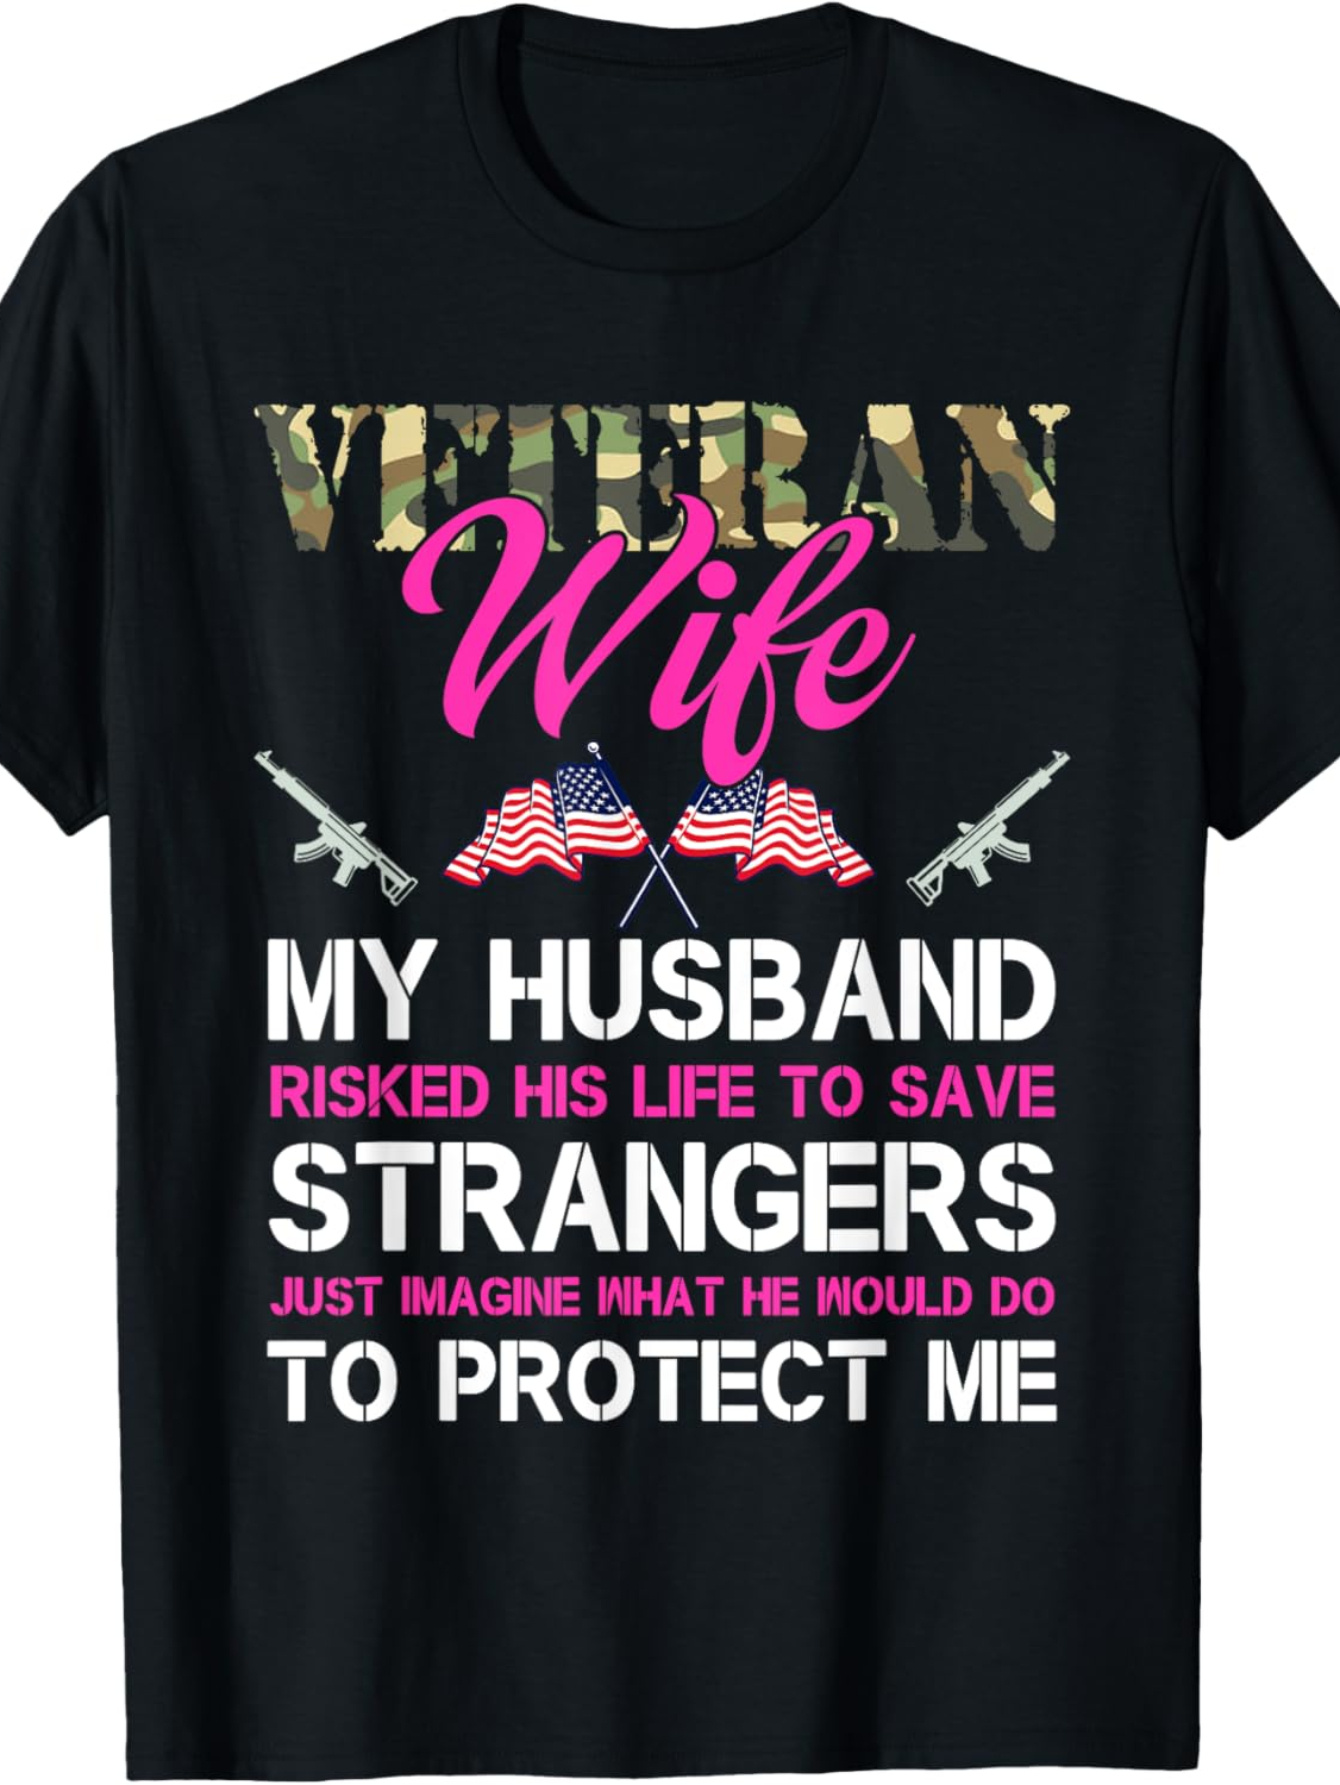 VETERAN
Wife
MY HUSBAND
RISKED HIS LIFE TO SAVE
STRANGERS
JUST IMAGINE WHAT HE WOULD DO
TO PROTECT ME